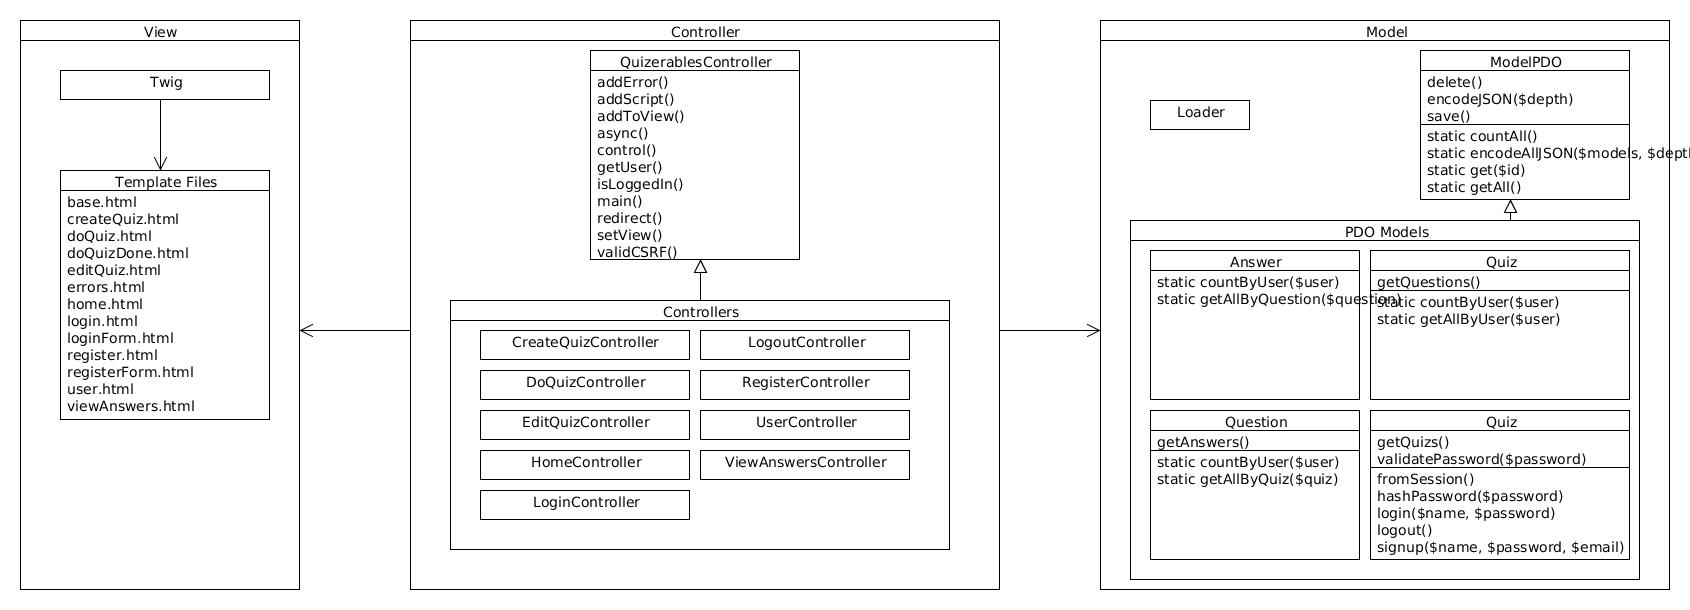 View
Twig
Template Files
base.html
createQuiz.html
doQuiz.html
doQuizDone.html
editQuiz.html
errors.html
home.html
login.html
loginForm.html
register.html
registerForm.html
user.html
viewAnswers.html
Controller
QuizerablesController
addError()
addScript()
addToView()
async()
control()
getUser()
isLoggedIn()
main()
redirect()
setView()
validCSRF()
Controllers
CreateQuizController
LogoutController
DoQuizController
RegisterController
EditQuizController
UserController
HomeController
ViewAnswersController
LoginController
Model
Loader
ModelPDO
delete()
encodeJSON($depth)
save()
static countAll()
static encodeAllJSON($models, $dept
static get($id)
static getAll()
PDO Models
Answer
static countByUser($user)
static getAllByQuestion($question)
Quiz
getQuestions()
static countByUser($user)
static getAllByUser($user)
Question
getAnswers()
static countByUser($user)
static getAllByQuiz($quiz)
Quiz
getQuizs()
validatePassword($password)
fromSession()
hashPassword($password)
login($name, $password)
logout()
signup($name, $password, $email)